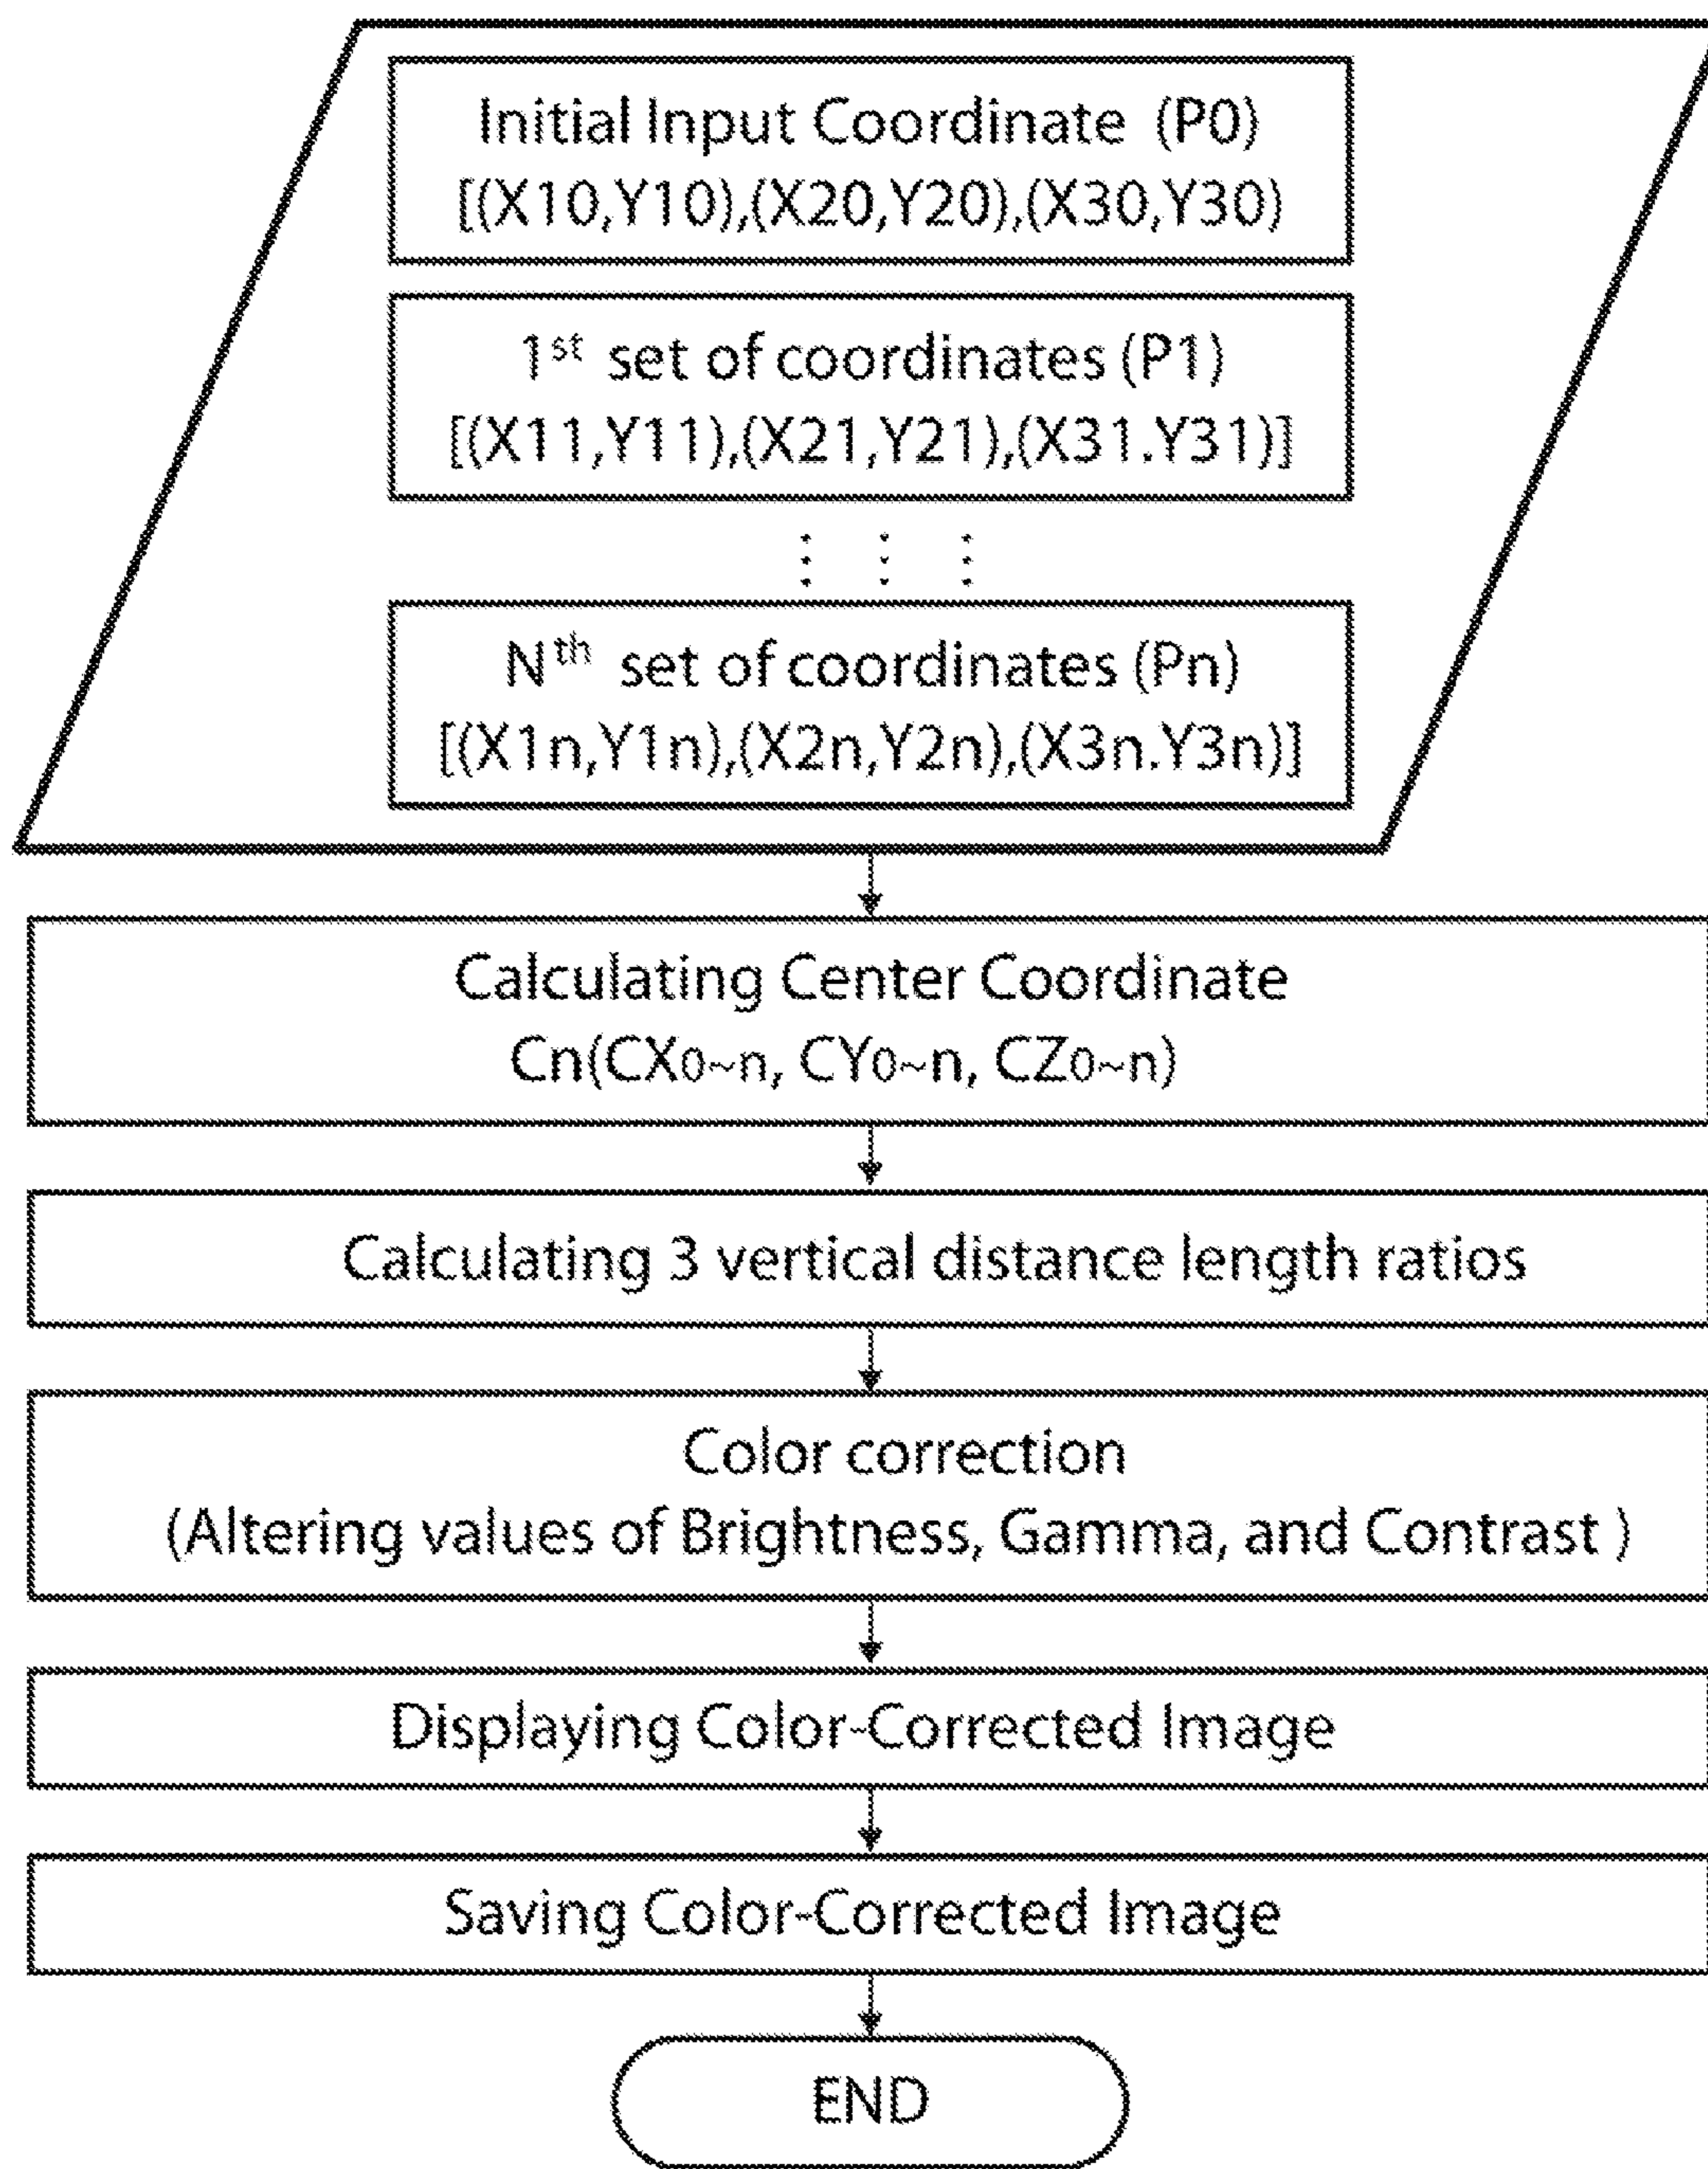 Initial Input Coordinate (P0)
[(X10,Y10),(X20,Y20),(X30,Y30)
1st set of coordinates (P1)
[(X11,Y11),(X21,Y21),(X31.Y31)]
Nth set of coordinates (Pn)
[(X1n,Y1n),(X2n,Y2n),(X3n.Y3n)]
Calculating Center Coordinate
Cn(CX0~n, CY0~n, CZ0~n)
Calculating 3 vertical distance length ratios
Color correction
(Altering values of Brightness, Gamma, and Contrast )
Displaying Color-Corrected Image
Saving Color-Corrected Image
END